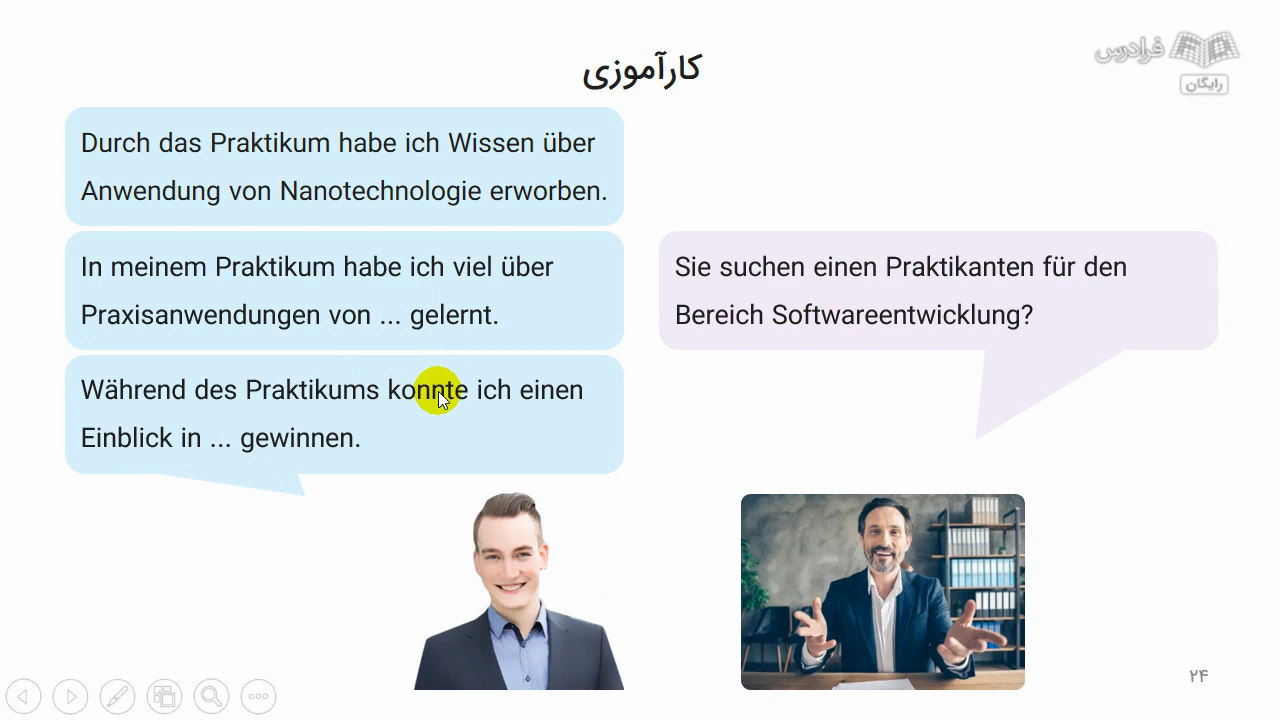 فرادرس
رایگان
کارآموزی
Durch das Praktikum habe ich Wissen über
Anwendung von Nanotechnologie erworben.
In meinem Praktikum habe ich viel über
Praxisanwendungen von ... gelernt.
Während des Praktikums konnte ich einen
Einblick in ... gewinnen.
Sie suchen einen Praktikanten für den
Bereich Softwareentwicklung?
۲۴